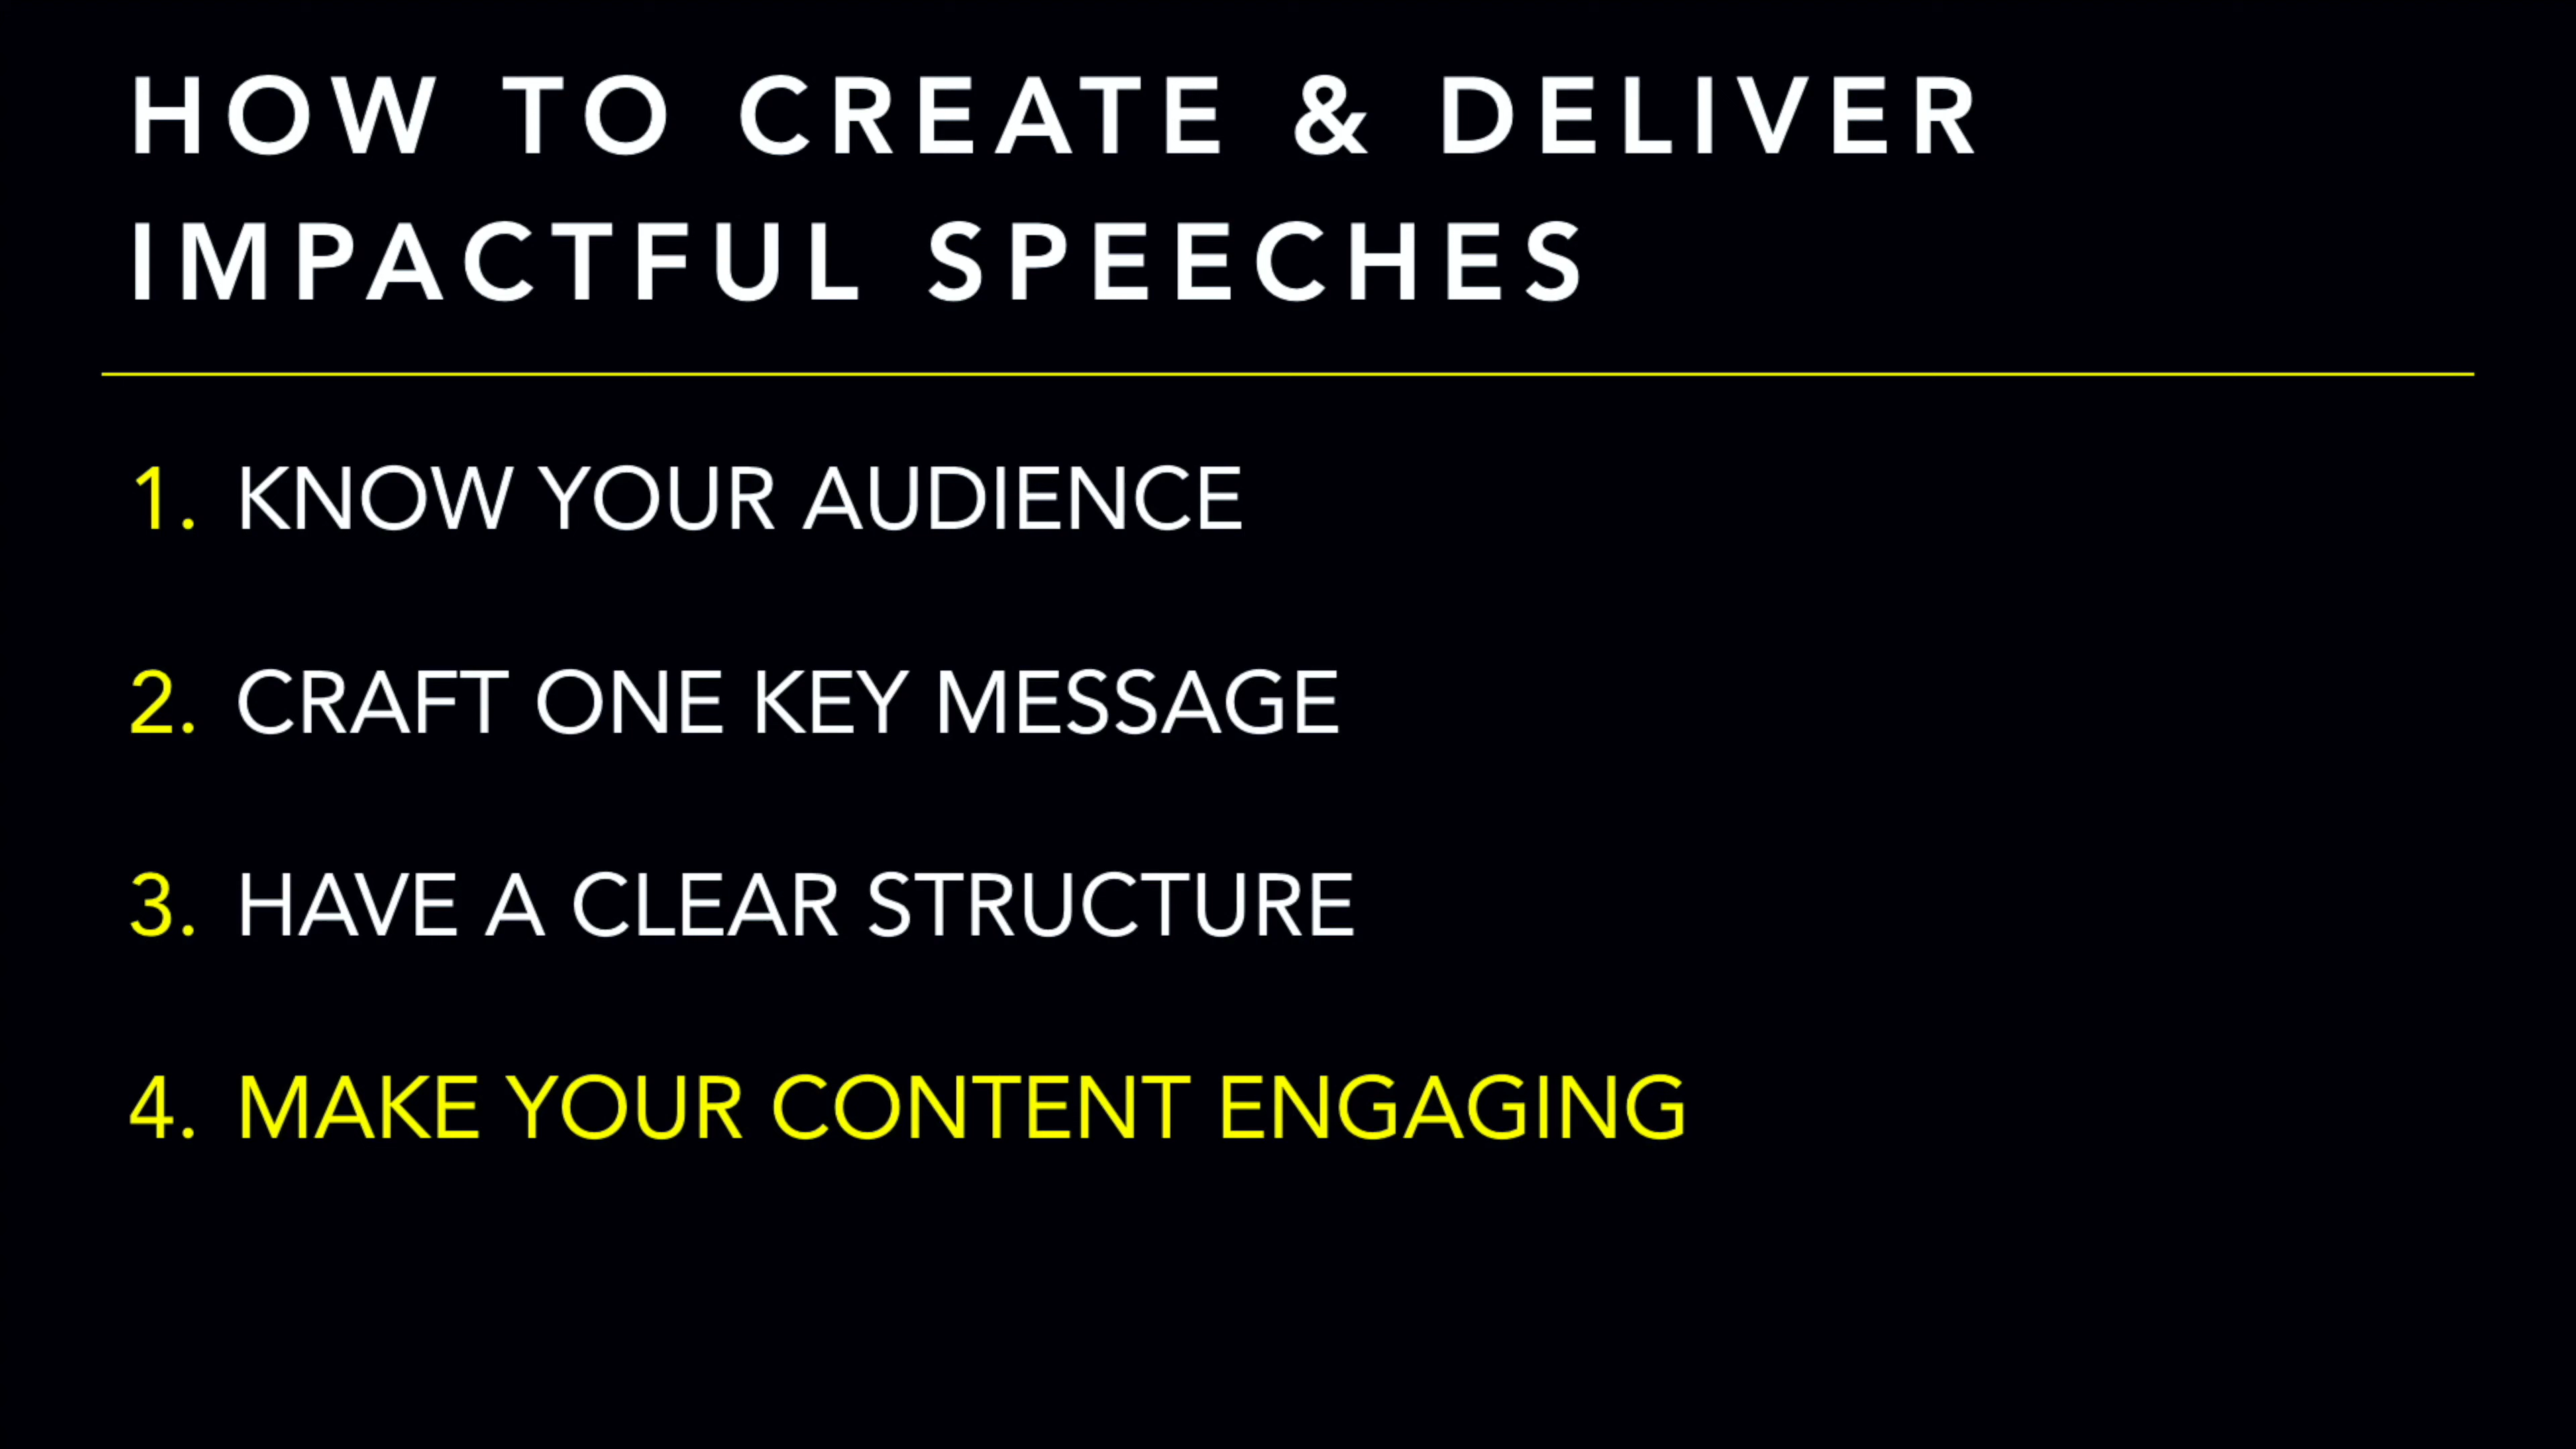 HOW TO CREATE & DELIVER
IMPACTFUL SPEECHES
1. KNOW YOUR AUDIENCE
2. CRAFT ONE KEY MESSAGE
3. HAVE A CLEAR STRUCTURE
4. MAKE YOUR CONTENT ENGAGING